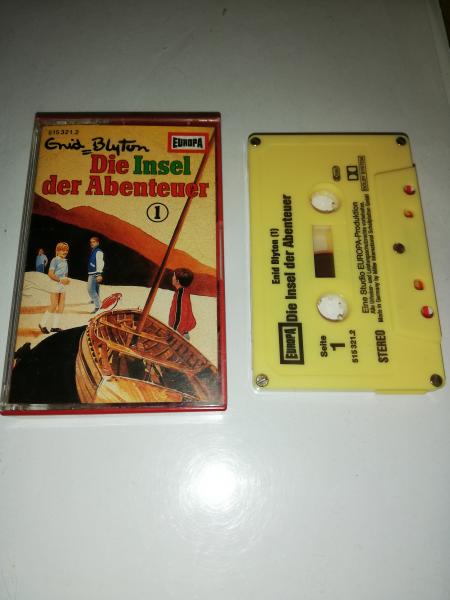 515 321.2
Enid Blyton
EUROPA
Die Insel
der Abenteuer
1
EUROPA
Enid Blyton (1)
Die Insel der Abenteuer
Seite
1
515 321.2
Eine Studio EUROPA-Produktion
STEREO